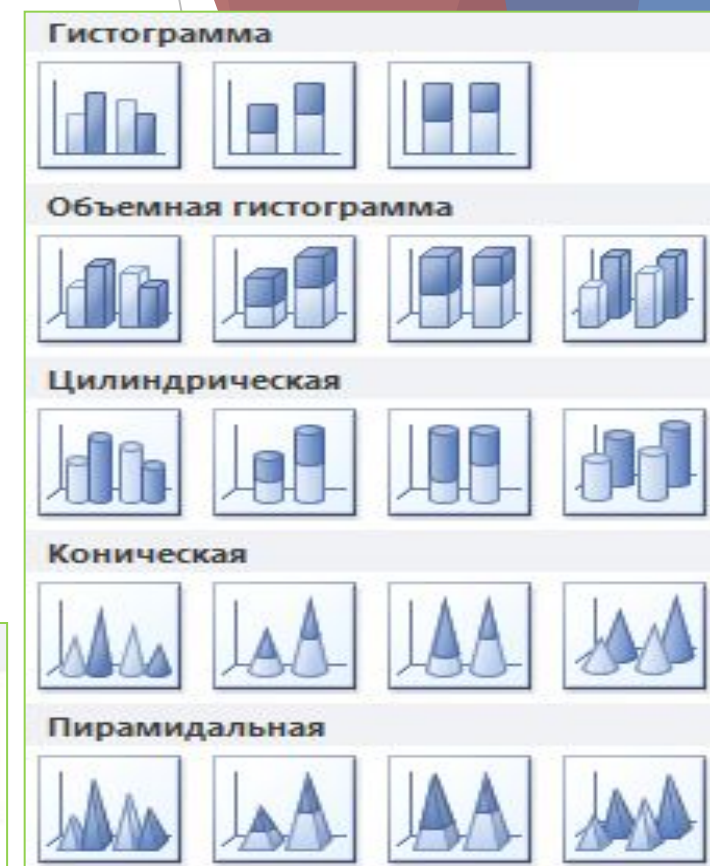 Гистограмма
Объемная гистограмма
Цилиндрическая
Коническая
Пирамидальная